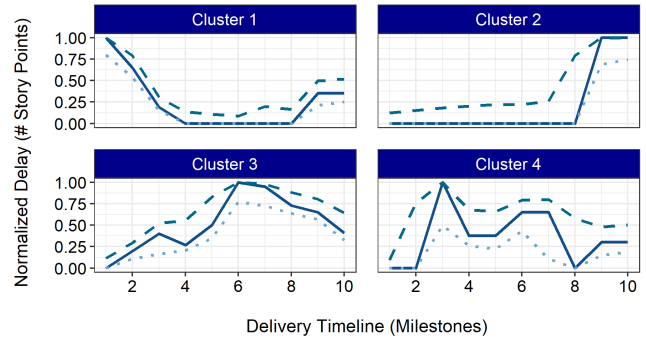 Cluster 1
Cluster 2
1.00
0.75
0.50
0.25
0.00
Cluster 3
Cluster 4
1.00
0.75
0.50
0.25
0.00
2 4 6 8 10
2 4 6 8 10
Normalized Delay (# Story Points)
Delivery Timeline (Milestones)